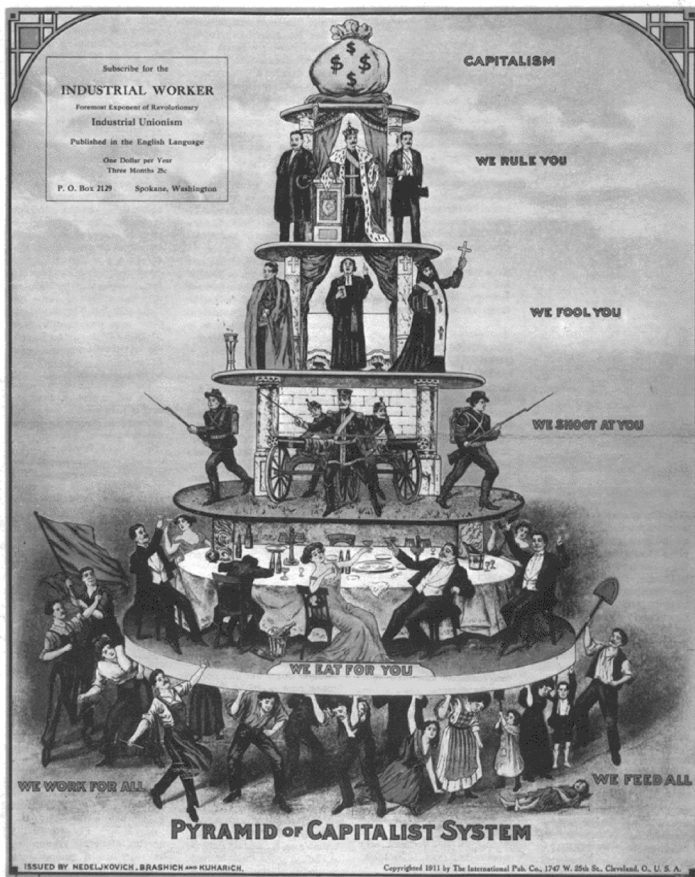 Subscribe for the
INDUSTRIAL WORKER
Foremost Exponent of Revolutionary
Industrial Unionism
Published in the English Language
One Dollar per Year
Three Months 25c
P. O. Box 2129 Spokane, Washington
$ $ $ $
CAPITALISM
WE RULE YOU
WE FOOL YOU
WE SHOOT AT YOU
WE EAT FOR YOU
WE WORK FOR ALL
WE FEED ALL
PYRAMID OF CAPITALIST SYSTEM
ISSUED BY NEDELJKOVICH, BRASHICH AND KUHARICH.
Copyrighted 1911 by The International Pub. Co., 1747 W. 25th St., Cleveland, O., U. S. A.